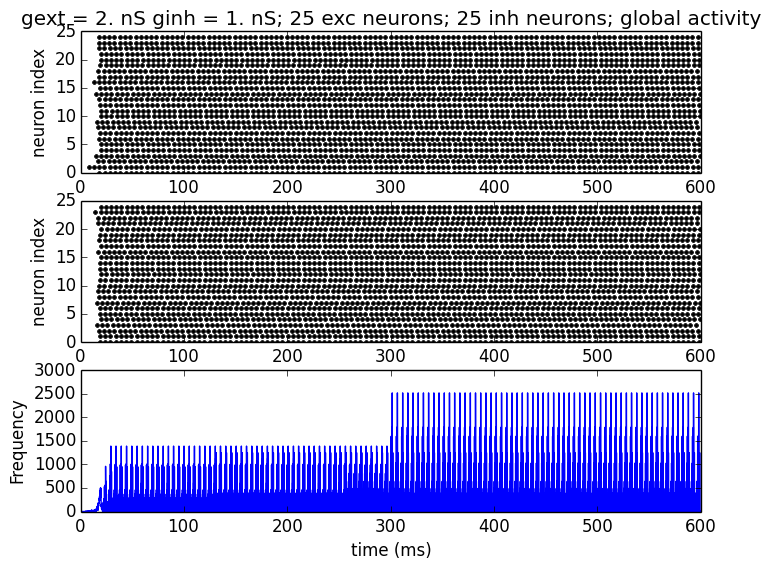 gext = 2. nS ginh = 1. nS; 25 exc neurons; 25 inh neurons; global activity
25
20
15
10
5
0
neuron index
0 100 200 300 400 500 600
25
20
15
10
5
0
neuron index
0 100 200 300 400 500 600
3000
2500
2000
1500
1000
500
0
Frequency
0 100 200 300 400 500 600
time (ms)